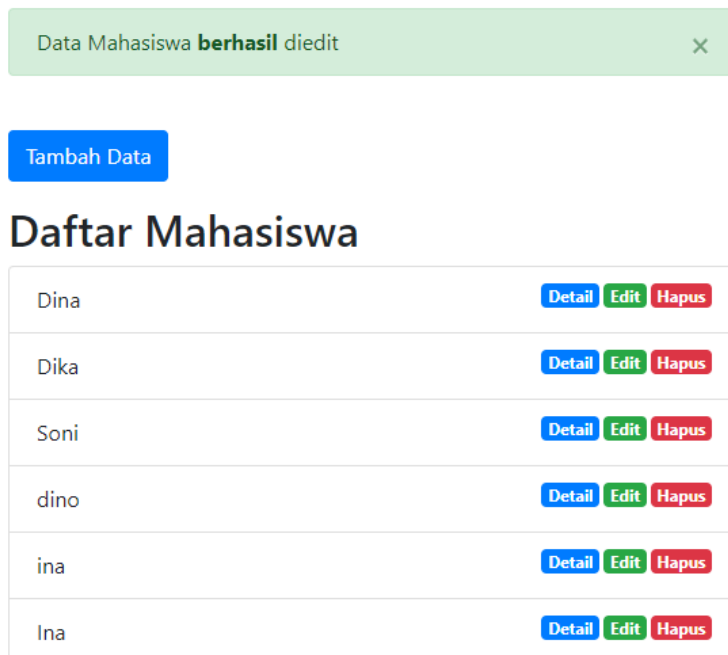 Data Mahasiswa berhasil diedit ×
Tambah Data
Daftar Mahasiswa
Dina Detail Edit Hapus
Dika Detail Edit Hapus
Soni Detail Edit Hapus
dino Detail Edit Hapus
ina Detail Edit Hapus
Ina Detail Edit Hapus